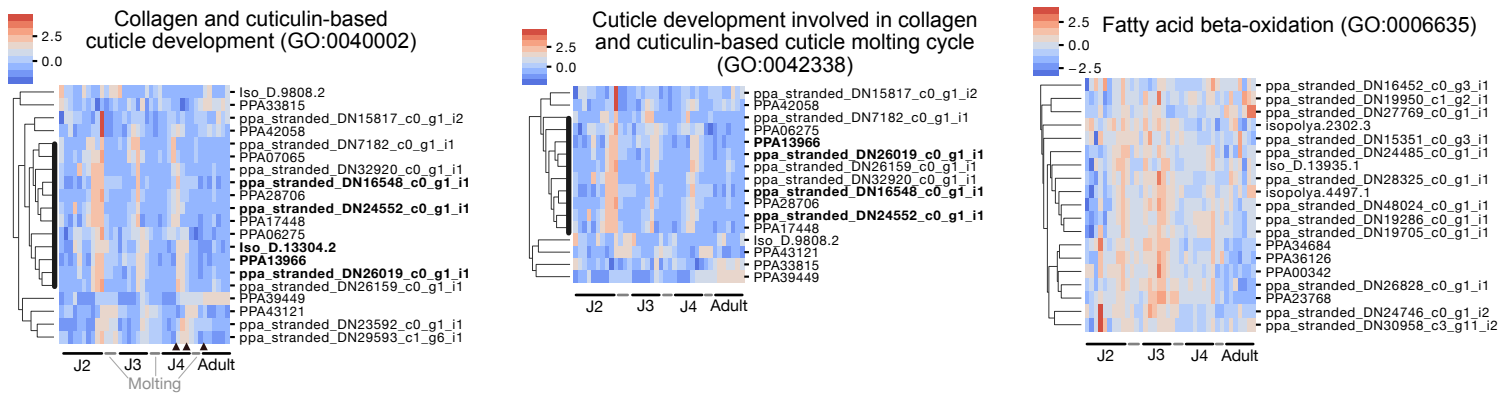 Collagen and cuticulin-based
cuticle development (GO:0040002)
2.5
0.0
Iso_D.9808.2
PPA33815
ppa_stranded_DN15817_c0_g1_i2
PPA42058
ppa_stranded_DN7182_c0_g1_i1
PPA07065
ppa_stranded_DN32920_c0_g1_i1
ppa_stranded_DN16548_c0_g1_i1
PPA28706
ppa_stranded_DN24552_c0_g1_i1
PPA17448
PPA06275
Iso_D.13304.2
PPA13966
ppa_stranded_DN26019_c0_g1_i1
ppa_stranded_DN26159_c0_g1_i1
PPA39449
PPA43121
ppa_stranded_DN23592_c0_g1_i1
ppa_stranded_DN29593_c1_g6_i1
J2 J3 J4 Adult
Molting
Cuticle development involved in collagen
and cuticulin-based cuticle molting cycle
(GO:0042338)
2.5
0.0
ppa_stranded_DN15817_c0_g1_i2
PPA42058
ppa_stranded_DN7182_c0_g1_i1
PPA06275
PPA13966
ppa_stranded_DN26019_c0_g1_i1
ppa_stranded_DN26159_c0_g1_i1
ppa_stranded_DN32920_c0_g1_i1
ppa_stranded_DN16548_c0_g1_i1
PPA28706
ppa_stranded_DN24552_c0_g1_i1
PPA17448
Iso_D.9808.2
PPA43121
PPA33815
PPA39449
J2 J3 J4 Adult
Fatty acid beta-oxidation (GO:0006635)
2.5
0.0
−2.5
ppa_stranded_DN16452_c0_g3_i1
ppa_stranded_DN19950_c1_g2_i1
ppa_stranded_DN27769_c0_g1_i1
isopolya.2302.3
ppa_stranded_DN15351_c0_g3_i1
ppa_stranded_DN24485_c0_g1_i1
Iso_D.13935.1
ppa_stranded_DN28325_c0_g1_i1
isopolya.4497.1
ppa_stranded_DN48024_c0_g1_i1
ppa_stranded_DN19286_c0_g1_i1
ppa_stranded_DN19705_c0_g1_i1
PPA34684
PPA36126
PPA00342
ppa_stranded_DN26828_c0_g1_i1
PPA23768
ppa_stranded_DN24746_c0_g1_i2
ppa_stranded_DN30958_c3_g11_i2
J2 J3 J4 Adult